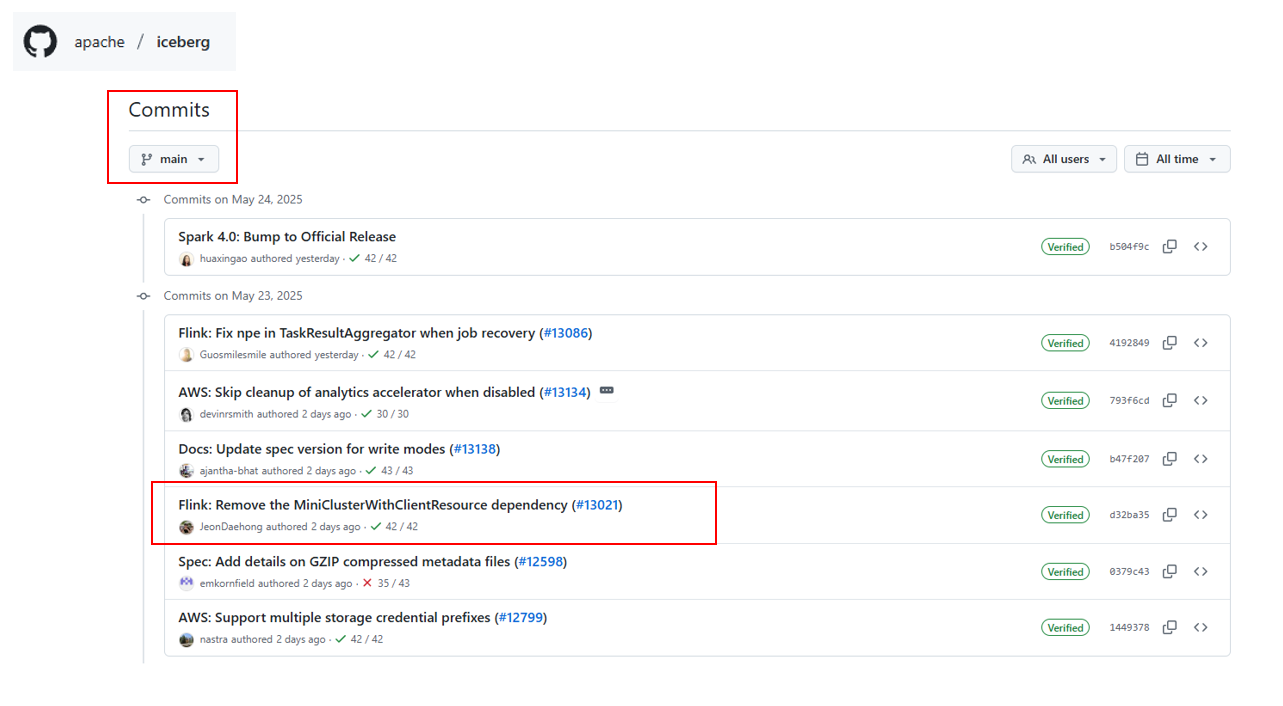 apache / iceberg
Commits
main
All users
All time
Commits on May 24, 2025
Spark 4.0: Bump to Official Release
huaxingao authored yesterday · 42 / 42
Verified
b504f9c
Commits on May 23, 2025
Flink: Fix npe in TaskResultAggregator when job recovery (#13086)
Guosmilesmile authored yesterday · 42 / 42
Verified
4192849
AWS: Skip cleanup of analytics accelerator when disabled (#13134)
devinrsmith authored 2 days ago · 30 / 30
Verified
793f6cd
Docs: Update spec version for write modes (#13138)
ajantha-bhat authored 2 days ago · 43 / 43
Verified
b47f207
Flink: Remove the MiniClusterWithClientResource dependency (#13021)
JeonDaehong authored 2 days ago · 42 / 42
Verified
d32ba35
Spec: Add details on GZIP compressed metadata files (#12598)
emkornfield authored 2 days ago · 35 / 43
Verified
0379c43
AWS: Support multiple storage credential prefixes (#12799)
nastra authored 2 days ago · 42 / 42
Verified
1449378